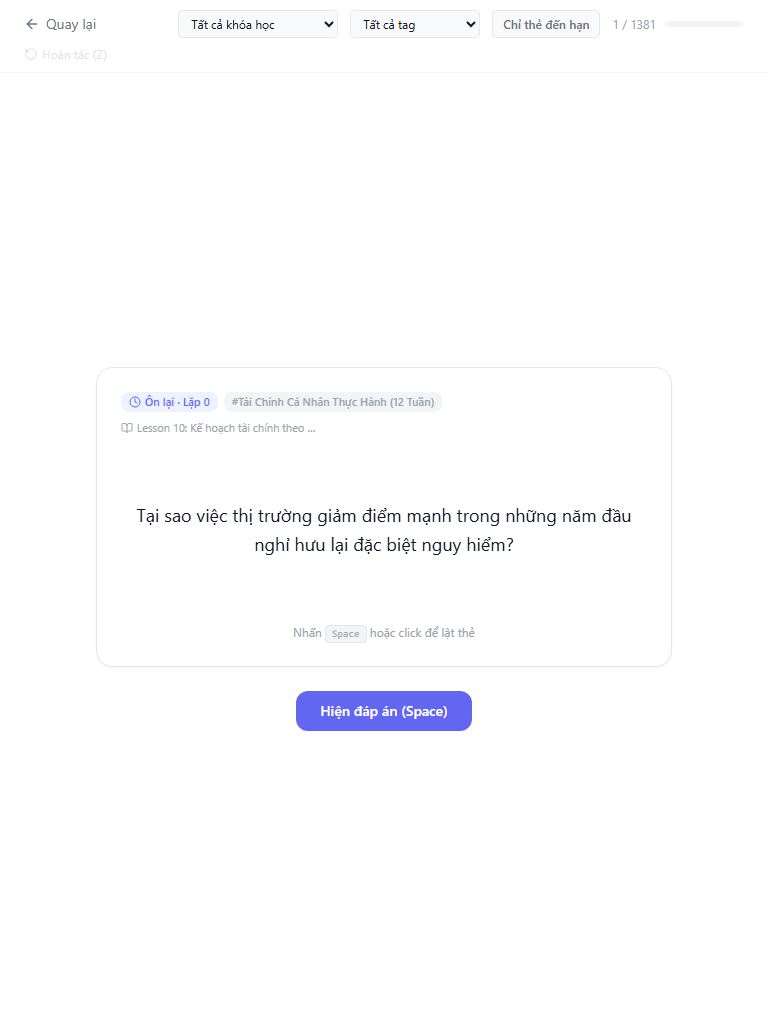 Quay lại
Tất cả khóa học
Tất cả tag
Chỉ thẻ đến hạn
1 / 1381
Hoàn tác (Z)
Ôn lại · Lặp 0
#Tài Chính Cá Nhân Thực Hành (12 Tuần)
Lesson 10: Kế hoạch tài chính theo ...
Tại sao việc thị trường giảm điểm mạnh trong những năm đầu
nghỉ hưu lại đặc biệt nguy hiểm?
Nhấn Space hoặc click để lật thẻ
Hiện đáp án (Space)